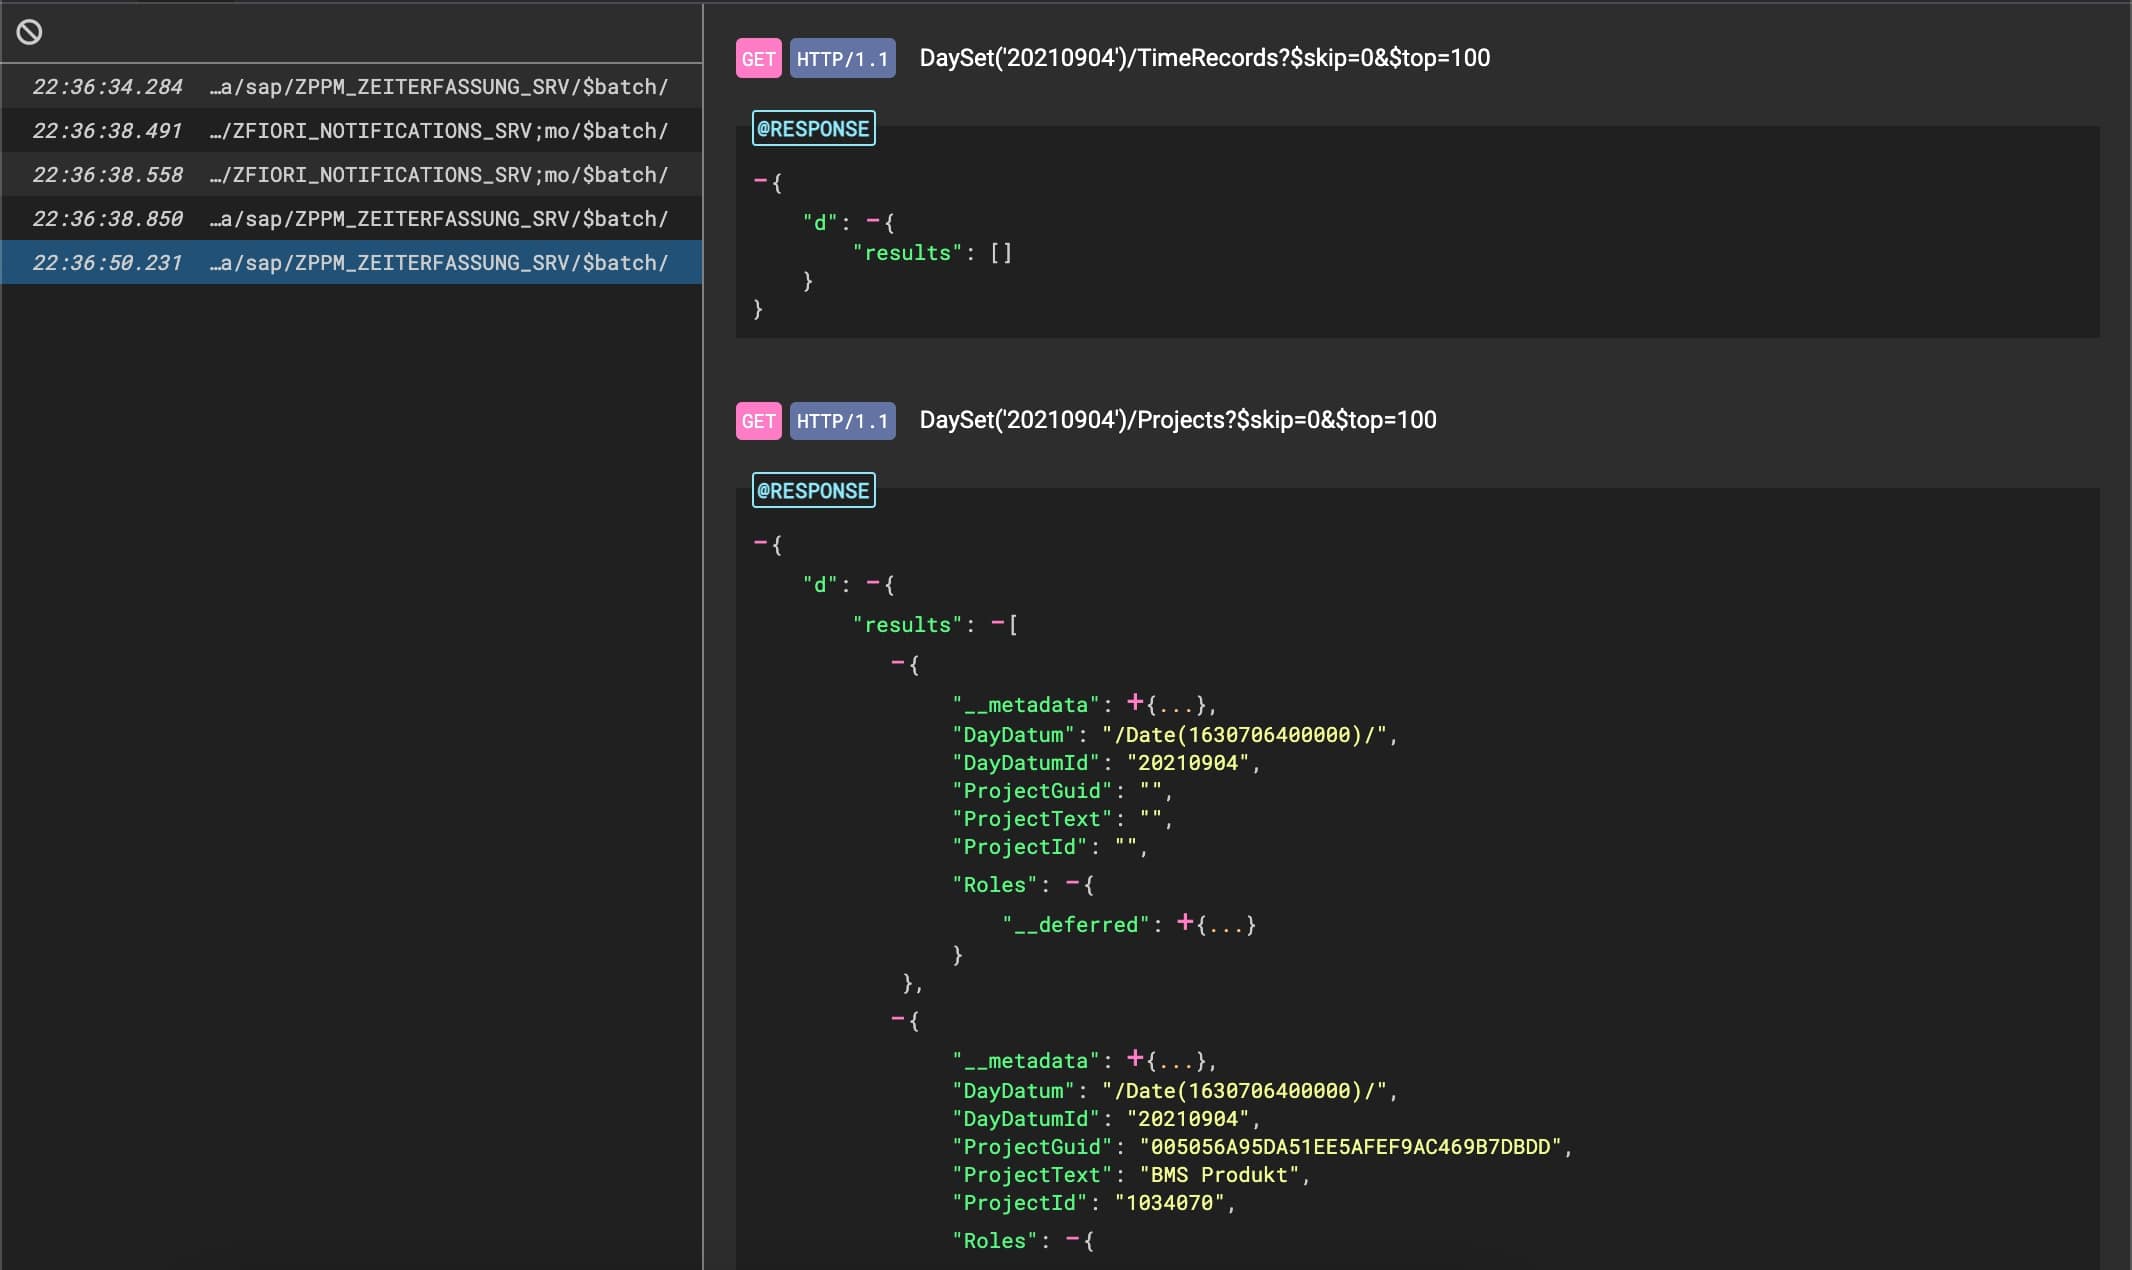 22:36:34.284 …a/sap/ZPPM_ZEITERFASSUNG_SRV/$batch/
22:36:38.491 …/ZFIORI_NOTIFICATIONS_SRV;mo/$batch/
22:36:38.558 …/ZFIORI_NOTIFICATIONS_SRV;mo/$batch/
22:36:38.850 …a/sap/ZPPM_ZEITERFASSUNG_SRV/$batch/
22:36:50.231 …a/sap/ZPPM_ZEITERFASSUNG_SRV/$batch/
GET HTTP/1.1 DaySet('20210904')/TimeRecords?$skip=0&$top=100
@RESPONSE
−{
"d": −{
"results": []
}
}
GET HTTP/1.1 DaySet('20210904')/Projects?$skip=0&$top=100
@RESPONSE
−{
"d": −{
"results": −[
−{
"__metadata": +{...},
"DayDatum": "/Date(1630706400000)/",
"DayDatumId": "20210904",
"ProjectGuid": "",
"ProjectText": "",
"ProjectId": "",
"Roles": −{
"__deferred": +{...}
}
},
−{
"__metadata": +{...},
"DayDatum": "/Date(1630706400000)/",
"DayDatumId": "20210904",
"ProjectGuid": "005056A95DA51EE5AFEF9AC469B7DBDD",
"ProjectText": "BMS Produkt",
"ProjectId": "1034070",
"Roles": −{